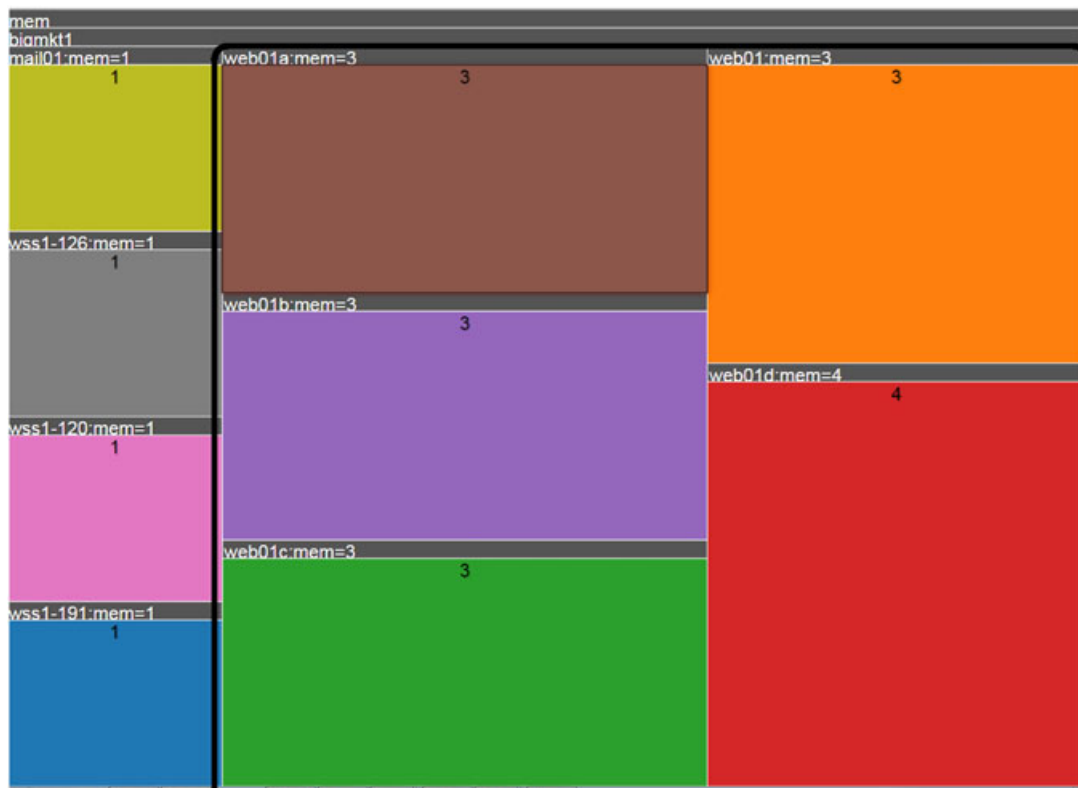 mem
bigmkt1
mail01:mem=1
1
wss1-126:mem=1
1
wss1-120:mem=1
1
wss1-191:mem=1
1
web01a:mem=3
3
web01b:mem=3
3
web01c:mem=3
3
web01:mem=3
3
web01d:mem=4
4